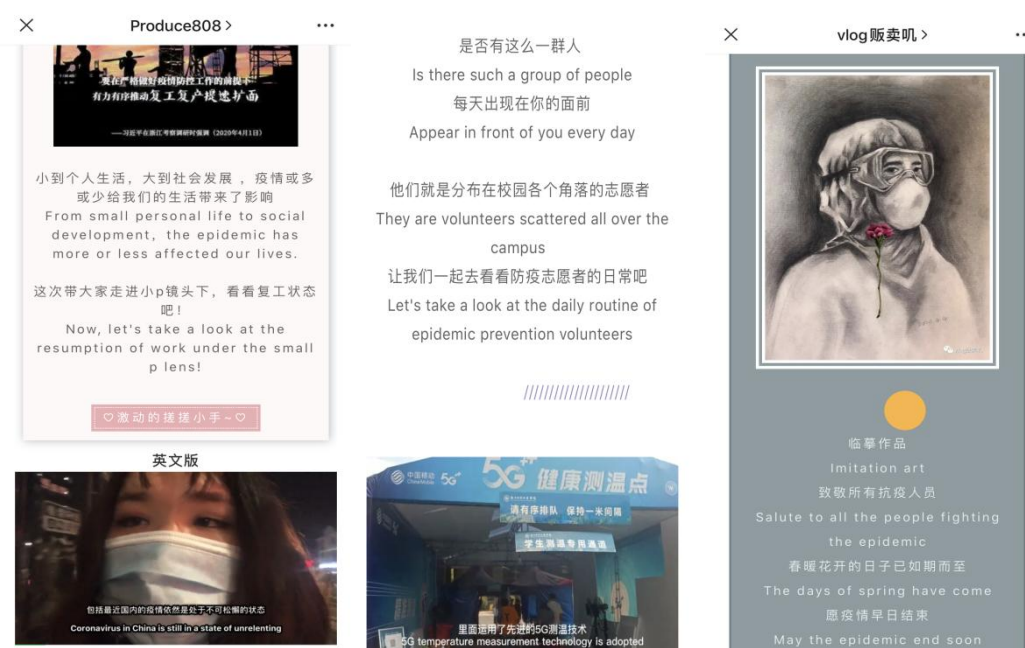 Produce808 >
要在严格做好疫情防控工作的前提下
有力有序推动复工复产提速扩面
——习近平在浙江考察时强调（2020年4月1日）
小到个人生活，大到社会发展 ，疫情或多
或少给我们的生活带来了影响
From small personal life to social
development, the epidemic has
more or less affected our lives.
这次带大家走进小p镜头下，看看复工状态
吧！
Now, let's take a look at the
resumption of work under the small
p lens!
♡激动的搓搓小手~♡
英文版
包括最近国内的疫情依然是处于不可松懈的状态
Coronavirus in China is still in a state of unrelenting
是否有这么一群人
Is there such a group of people
每天出现在你的面前
Appear in front of you every day
他们就是分布在校园各个角落的志愿者
They are volunteers scattered all over the
campus
让我们一起去看看防疫志愿者的日常吧
Let's take a look at the daily routine of
epidemic prevention volunteers
////////////////////
中国移动
China Mobile
5G++
5G++ 健康测温点
请有序排队 保持一米间隔
学生测温专用通道
里面运用了先进的5G测温技术
5G temperature measurement technology is adopted
vlog贩卖叽 >
临摹作品
Imitation art
致敬所有抗疫人员
Salute to all the people fighting
the epidemic
春暖花开的日子已如期而至
The days of spring have come
愿疫情早日结束
May the epidemic end soon